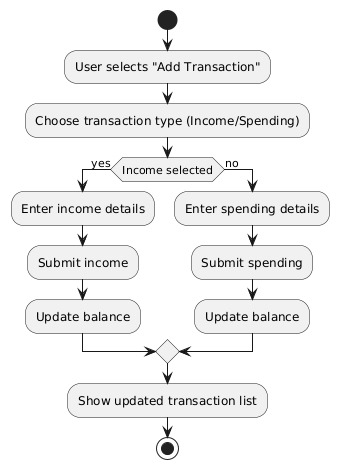 User selects "Add Transaction"
Choose transaction type (Income/Spending)
yes
Income selected
no
Enter income details
Enter spending details
Submit income
Submit spending
Update balance
Update balance
Show updated transaction list